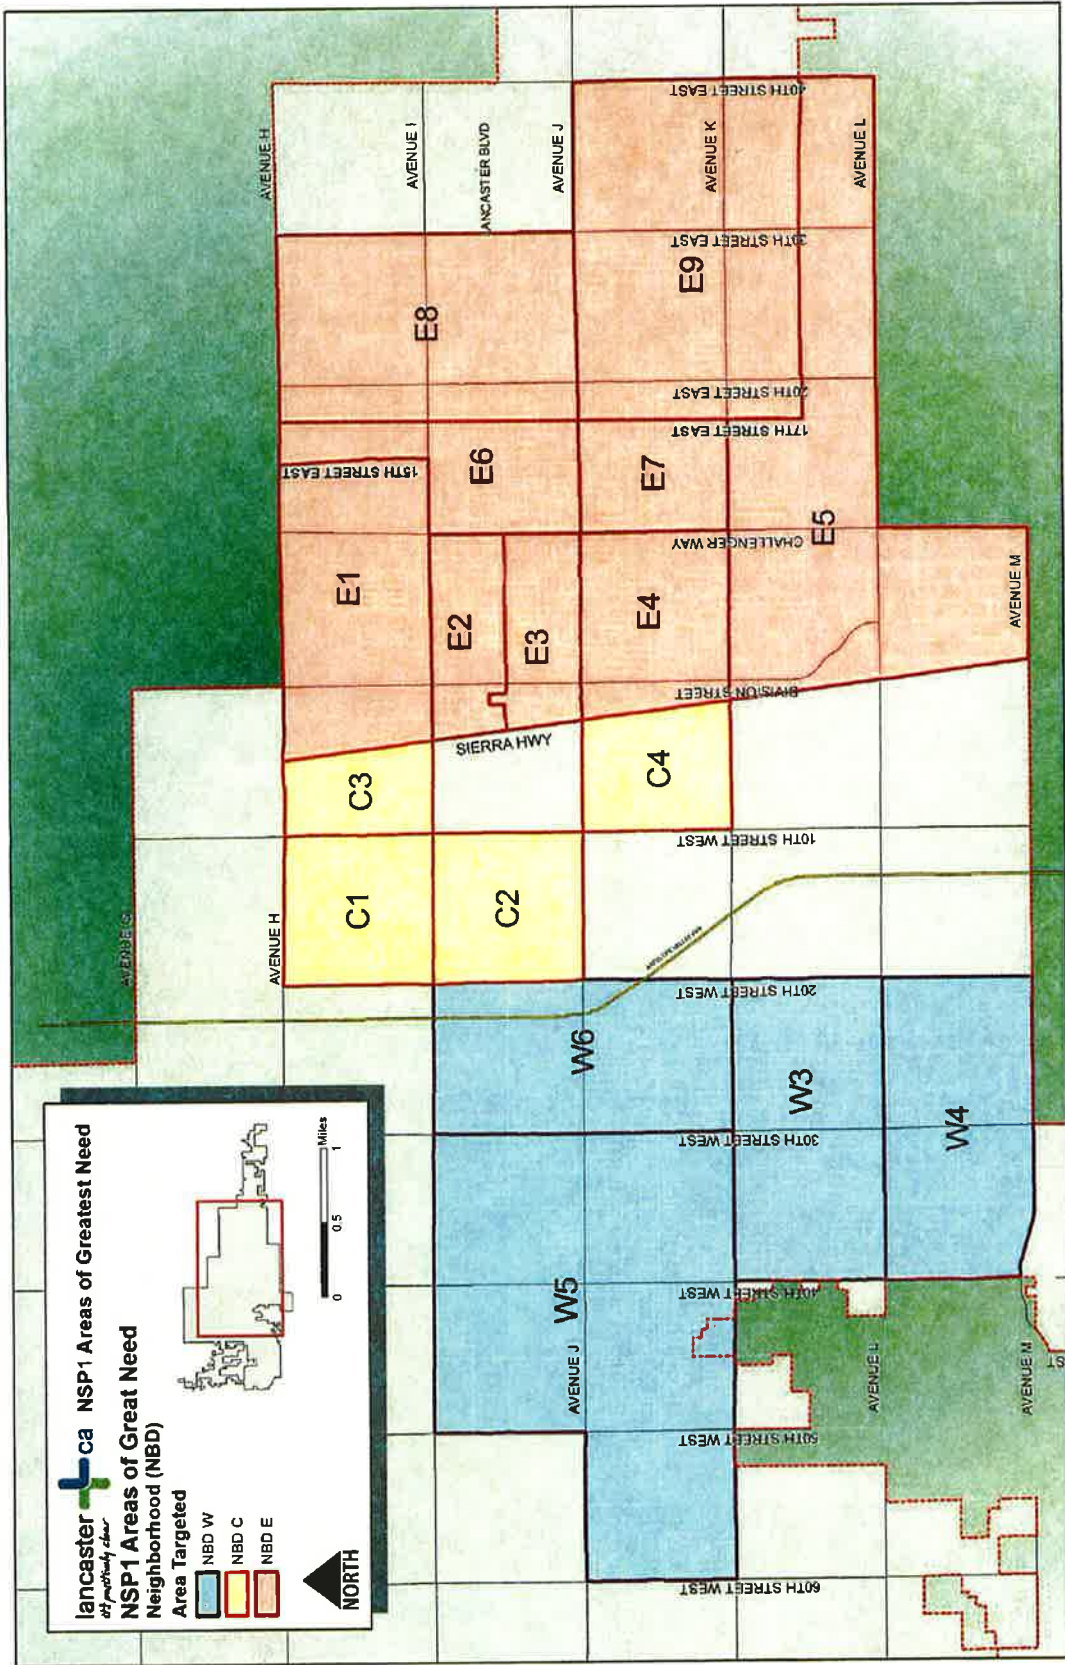 lancaster ca NSP1 Areas of Greatest Need
it's positively clear
NSP1 Areas of Great Need
Neighborhood (NBD)
Area Targeted
NBD W
NBD C
NBD E
NORTH
0 0.5 1 Miles
AVENUE G
AVENUE H
AVENUE H
AVENUE I
LANCASTER BLVD
AVENUE J
AVENUE K
AVENUE L
AVENUE M
AVENUE J
AVENUE L
AVENUE M
60TH STREET WEST
50TH STREET WEST
40TH STREET WEST
30TH STREET WEST
20TH STREET WEST
10TH STREET WEST
SIERRA HWY
DIVISION STREET
CHALLENGER WAY
15TH STREET EAST
17TH STREET EAST
20TH STREET EAST
30TH STREET EAST
40TH STREET EAST
ST
W5
W6
W3
W4
C1
C2
C3
C4
E1
E2
E3
E4
E5
E6
E7
E8
E9